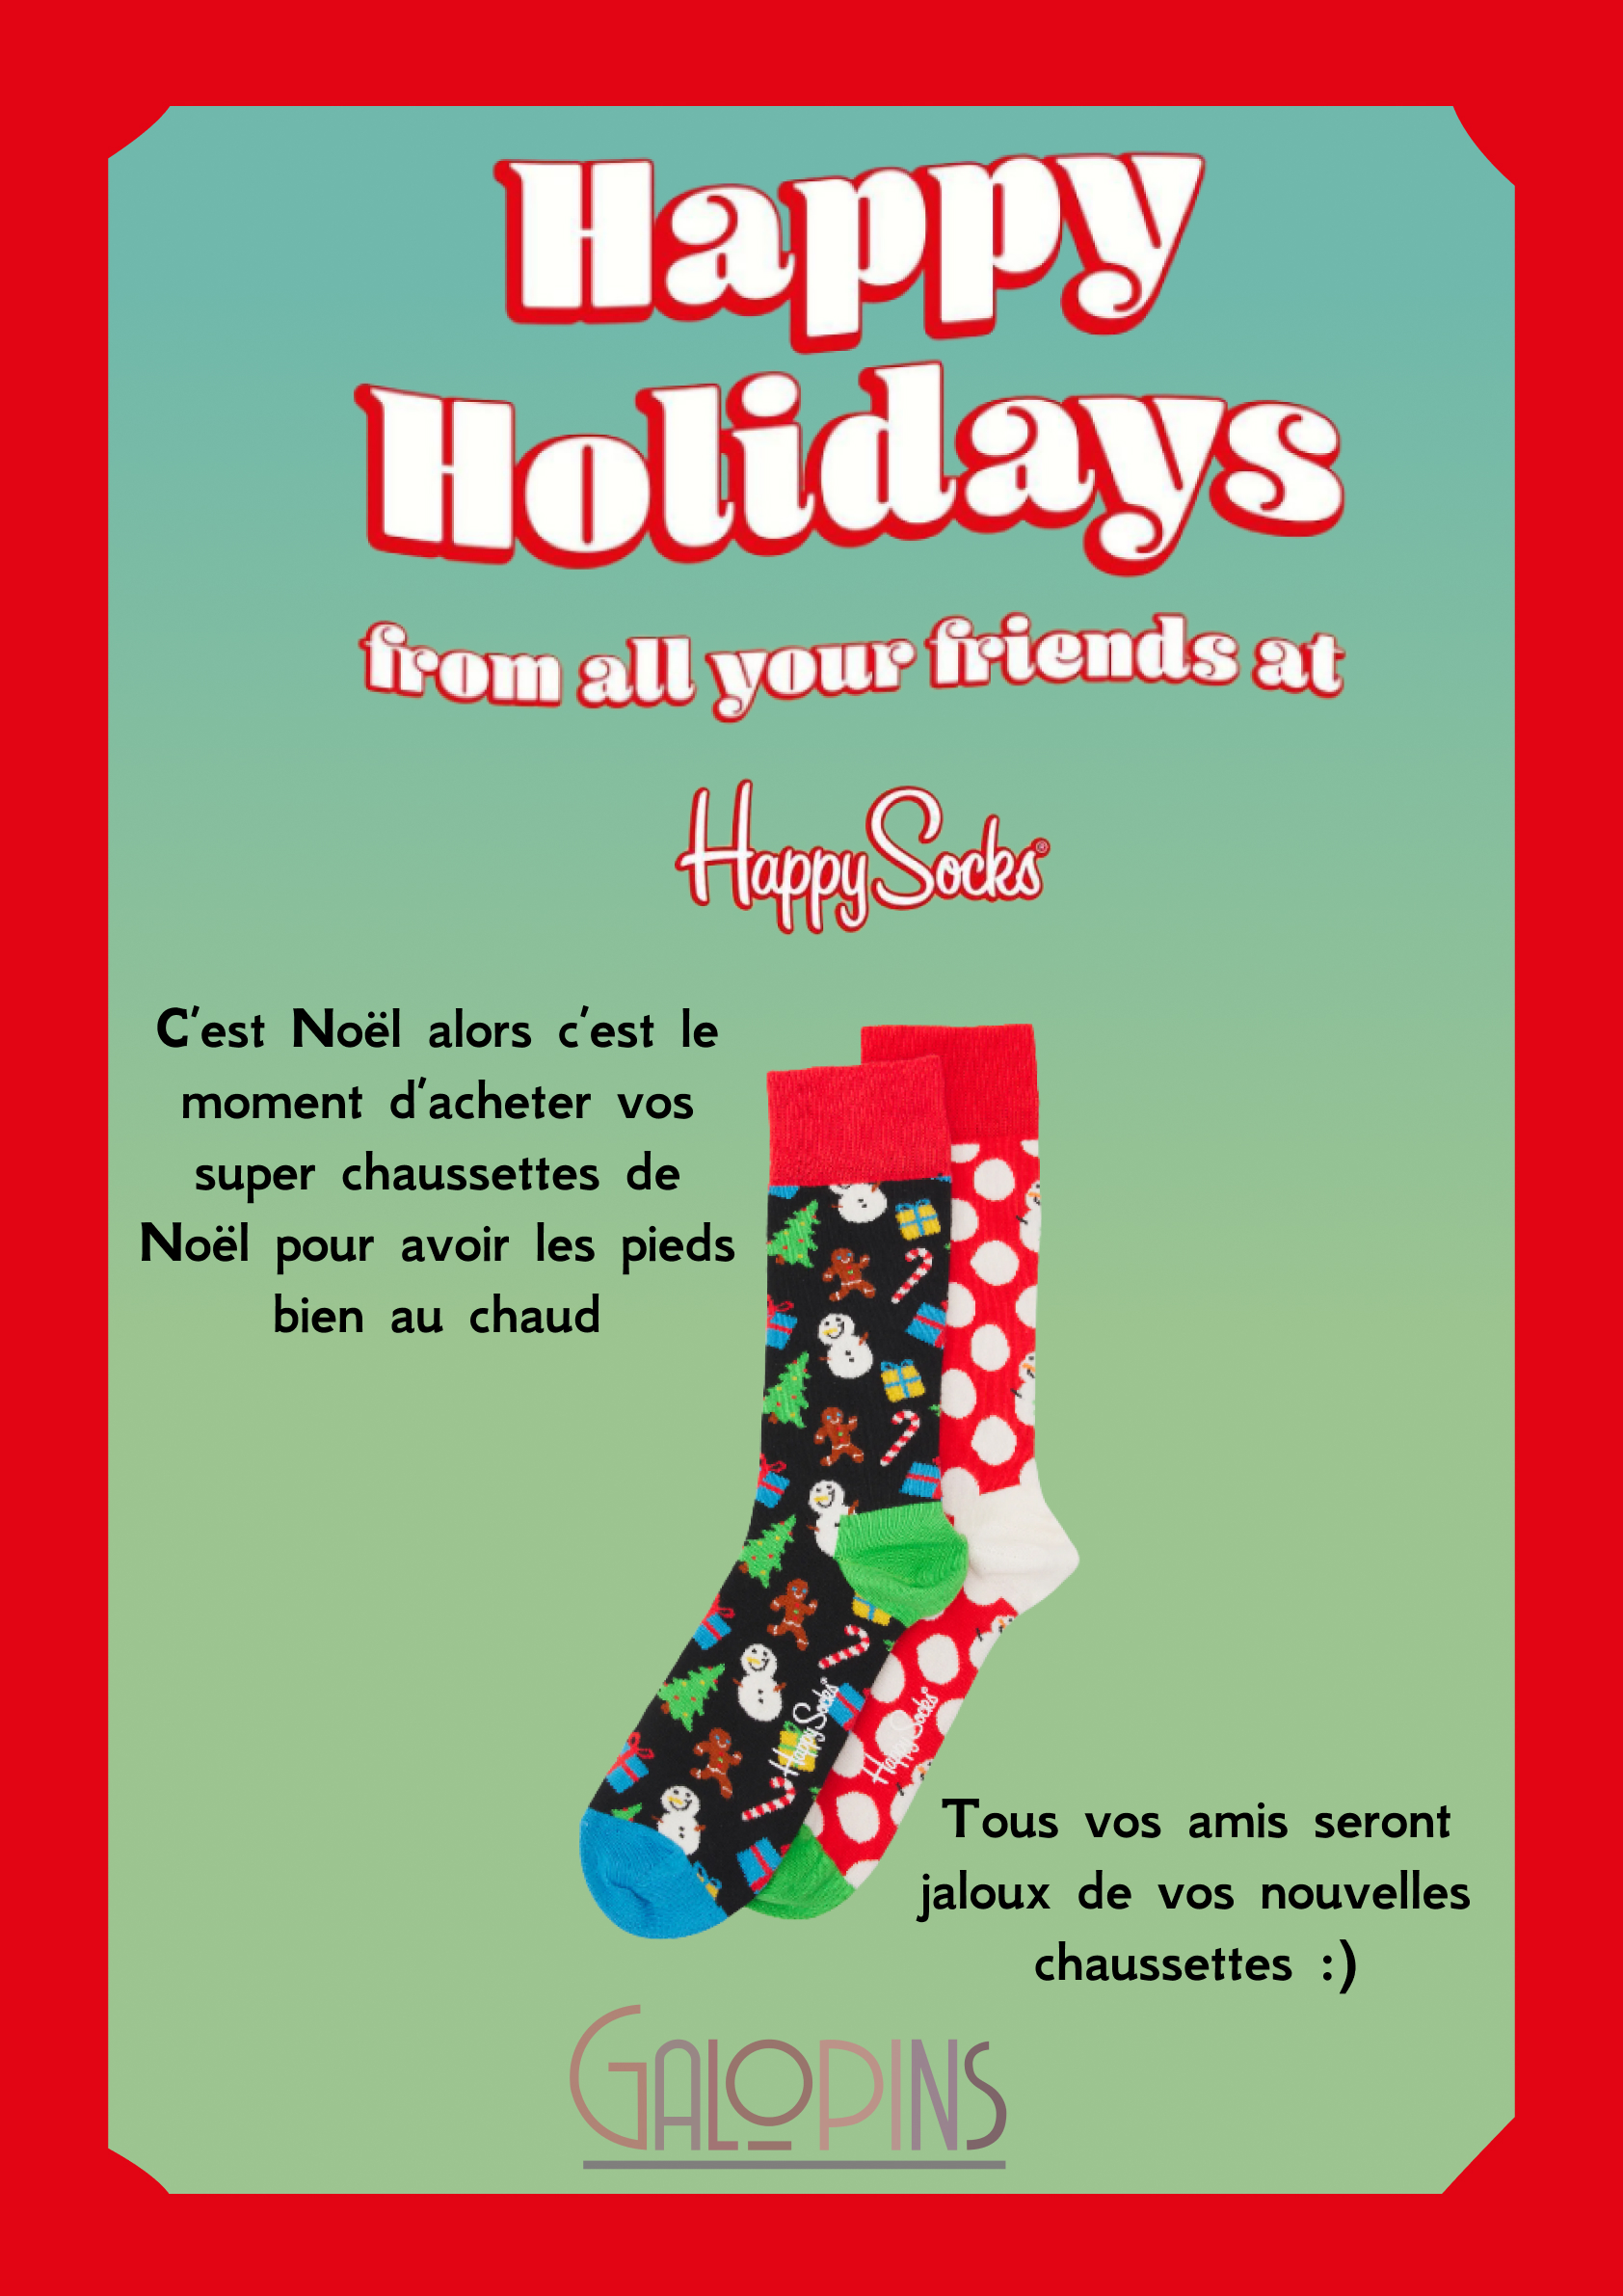 Happy
Holidays
from all your friends at
Happy Socks®
C'est Noël alors c'est le
moment d'acheter vos
super chaussettes de
Noël pour avoir les pieds
bien au chaud
Happy Socks®
Happy Socks®
Tous vos amis seront
jaloux de vos nouvelles
chaussettes :)
GALOPINS